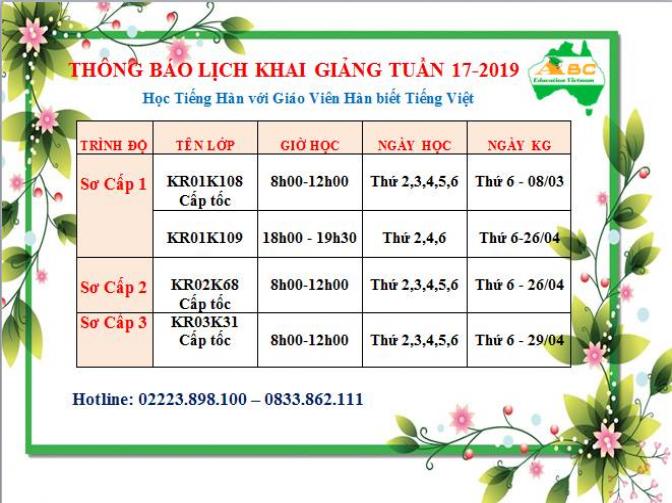 THÔNG BÁO LỊCH KHAI GIẢNG TUẦN 17-2019
ABC
Education Vietnam
Học Tiếng Hàn với Giáo Viên Hàn biết Tiếng Việt
TRÌNH ĐỘ TÊN LỚP GIỜ HỌC NGÀY HỌC NGÀY KG
Sơ Cấp 1 KR01K108 8h00-12h00 Thứ 2,3,4,5,6 Thứ 6 - 08/03
Cấp tốc
KR01K109 18h00 - 19h30 Thứ 2,4,6 Thứ 6-26/04
Sơ Cấp 2 KR02K68 8h00-12h00 Thứ 2,3,4,5,6 Thứ 6 - 26/04
Cấp tốc
Sơ Cấp 3 KR03K31
Cấp tốc 8h00-12h00 Thứ 2,3,4,5,6 Thứ 6 - 29/04
Hotline: 02223.898.100 – 0833.862.111